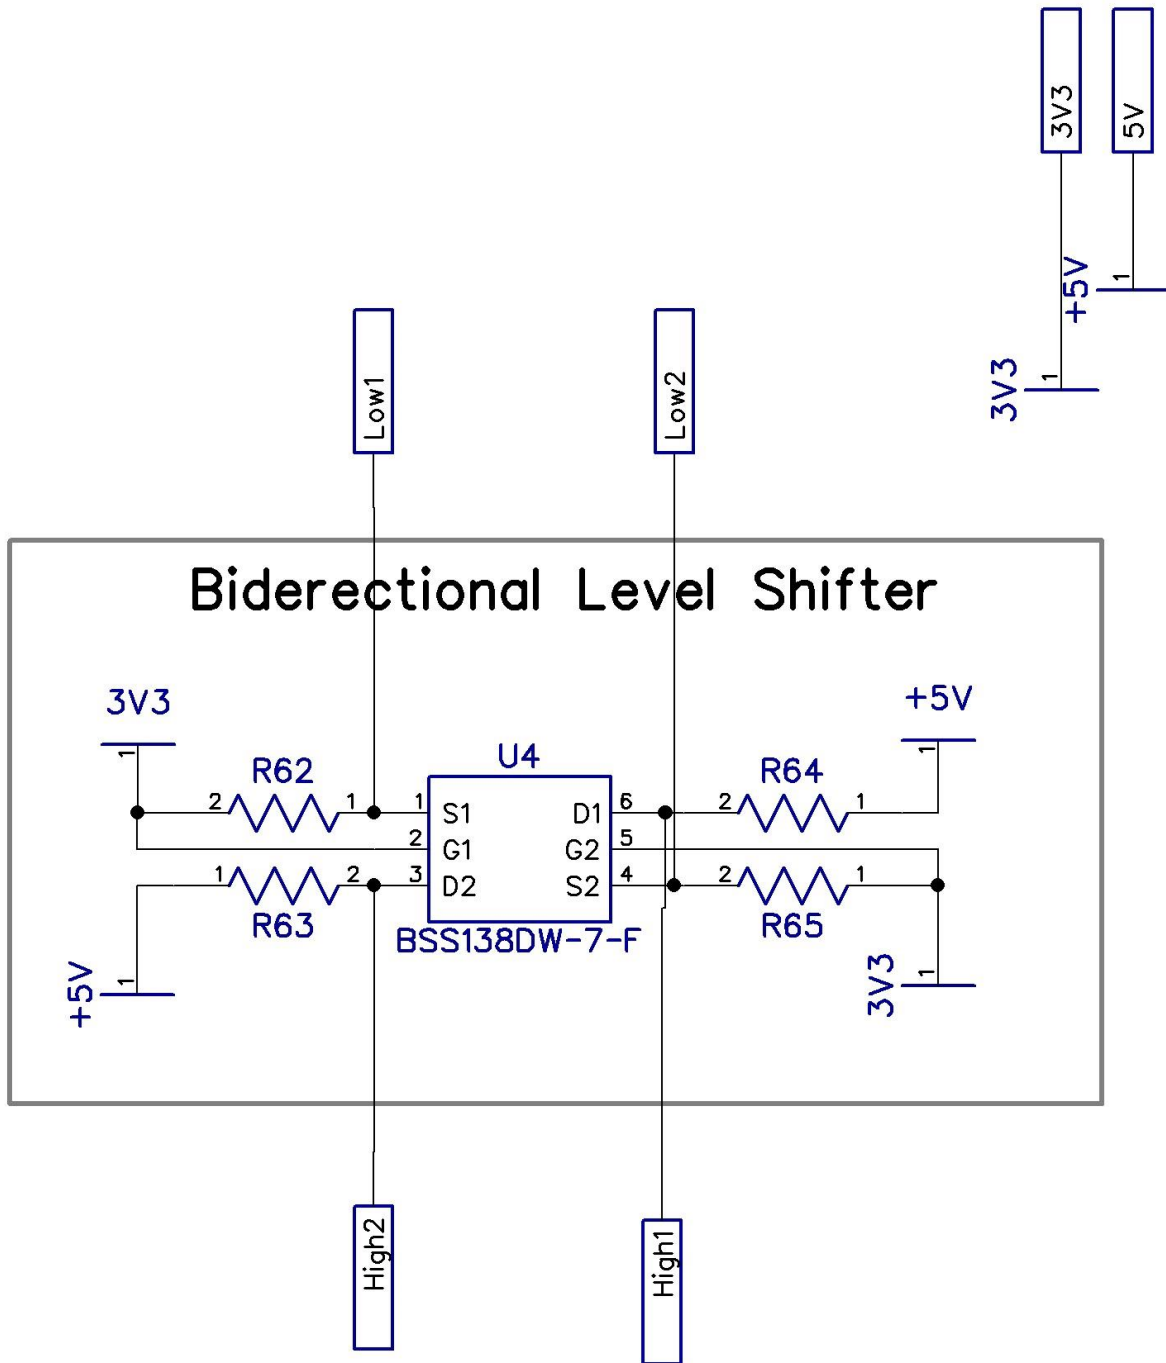 3V3
5V
1
+5V
1
3V3
Low1
Low2
Biderectional Level Shifter
3V3
1
+5V
1
U4
R62
R64
2 1 1 S1 D1 6 2 1
2 G1 G2 5
1 2 3 D2 S2 4 2 1
R63
R65
BSS138DW-7-F
+5V
1
3V3
1
High2
High1